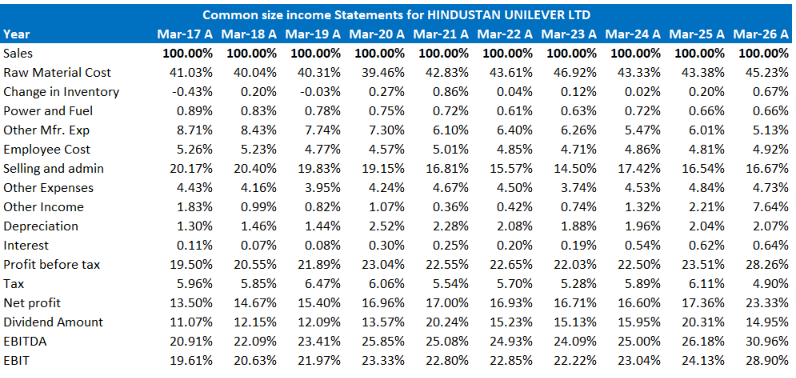 Common size income Statements for HINDUSTAN UNILEVER LTD
Year Mar-17 A Mar-18 A Mar-19 A Mar-20 A Mar-21 A Mar-22 A Mar-23 A Mar-24 A Mar-25 A Mar-26 A
Sales 100.00% 100.00% 100.00% 100.00% 100.00% 100.00% 100.00% 100.00% 100.00% 100.00%
Raw Material Cost 41.03% 40.04% 40.31% 39.46% 42.83% 43.61% 46.92% 43.33% 43.38% 45.23%
Change in Inventory -0.43% 0.20% -0.03% 0.27% 0.86% 0.04% 0.12% 0.02% 0.20% 0.67%
Power and Fuel 0.89% 0.83% 0.78% 0.75% 0.72% 0.61% 0.63% 0.72% 0.66% 0.66%
Other Mfr. Exp 8.71% 8.43% 7.74% 7.30% 6.10% 6.40% 6.26% 5.47% 6.01% 5.13%
Employee Cost 5.26% 5.23% 4.77% 4.57% 5.01% 4.85% 4.71% 4.86% 4.81% 4.92%
Selling and admin 20.17% 20.40% 19.83% 19.15% 16.81% 15.57% 14.50% 17.42% 16.54% 16.67%
Other Expenses 4.43% 4.16% 3.95% 4.24% 4.67% 4.50% 3.74% 4.53% 4.84% 4.73%
Other Income 1.83% 0.99% 0.82% 1.07% 0.36% 0.42% 0.74% 1.32% 2.21% 7.64%
Depreciation 1.30% 1.46% 1.44% 2.52% 2.28% 2.08% 1.88% 1.96% 2.04% 2.07%
Interest 0.11% 0.07% 0.08% 0.30% 0.25% 0.20% 0.19% 0.54% 0.62% 0.64%
Profit before tax 19.50% 20.55% 21.89% 23.04% 22.55% 22.65% 22.03% 22.50% 23.51% 28.26%
Tax 5.96% 5.85% 6.47% 6.06% 5.54% 5.70% 5.28% 5.89% 6.11% 4.90%
Net profit 13.50% 14.67% 15.40% 16.96% 17.00% 16.93% 16.71% 16.60% 17.36% 23.33%
Dividend Amount 11.07% 12.15% 12.09% 13.57% 20.24% 15.23% 15.13% 15.95% 20.31% 14.95%
EBITDA 20.91% 22.09% 23.41% 25.85% 25.08% 24.93% 24.09% 25.00% 26.18% 30.96%
EBIT 19.61% 20.63% 21.97% 23.33% 22.80% 22.85% 22.22% 23.04% 24.13% 28.90%